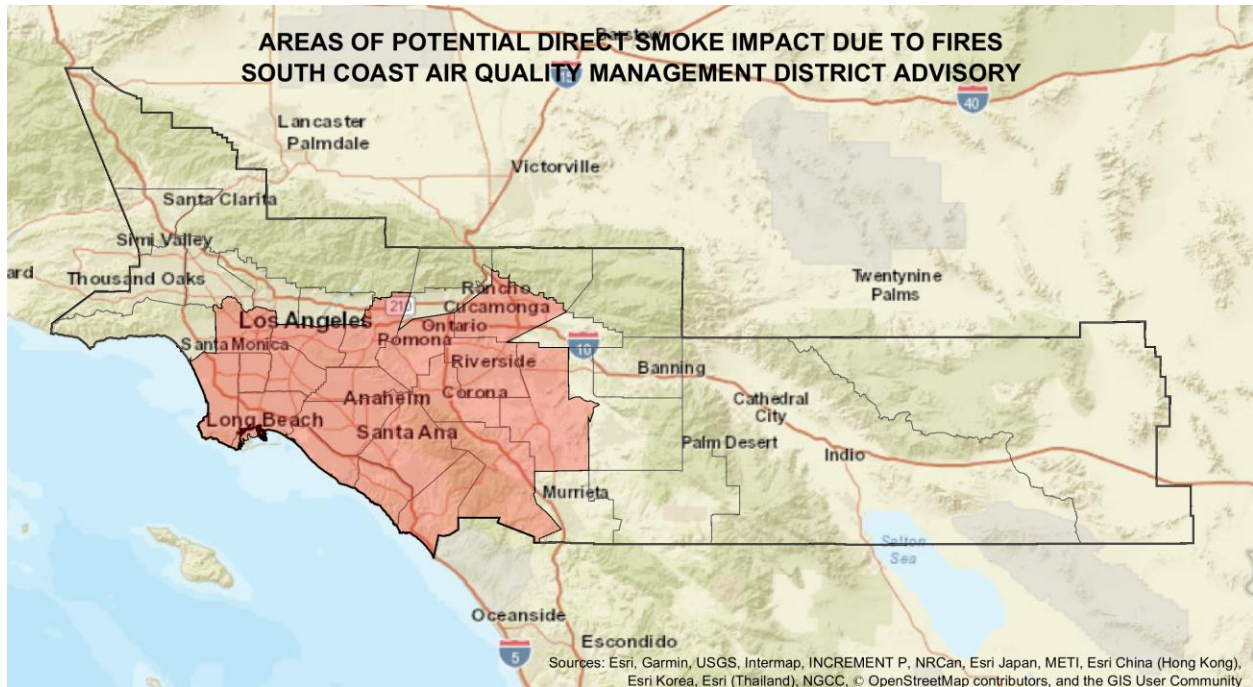 AREAS OF POTENTIAL DIRECT SMOKE IMPACT DUE TO FIRES
SOUTH COAST AIR QUALITY MANAGEMENT DISTRICT ADVISORY
Barstow
15
40
Lancaster
Palmdale
Victorville
Santa Clarita
Simi Valley
ard
Thousand Oaks
Twentynine
Palms
210
Rancho
Cucamonga
Los Angeles
Ontario
Santa Monica
Pomona
10
Riverside
Banning
Anaheim
Corona
Cathedral
City
Long Beach
Santa Ana
Palm Desert
Indio
Murrieta
Salton
Sea
Oceanside
Escondido
5
Sources: Esri, Garmin, USGS, Intermap, INCREMENT P, NRCan, Esri Japan, METI, Esri China (Hong Kong),
Esri Korea, Esri (Thailand), NGCC, © OpenStreetMap contributors, and the GIS User Community